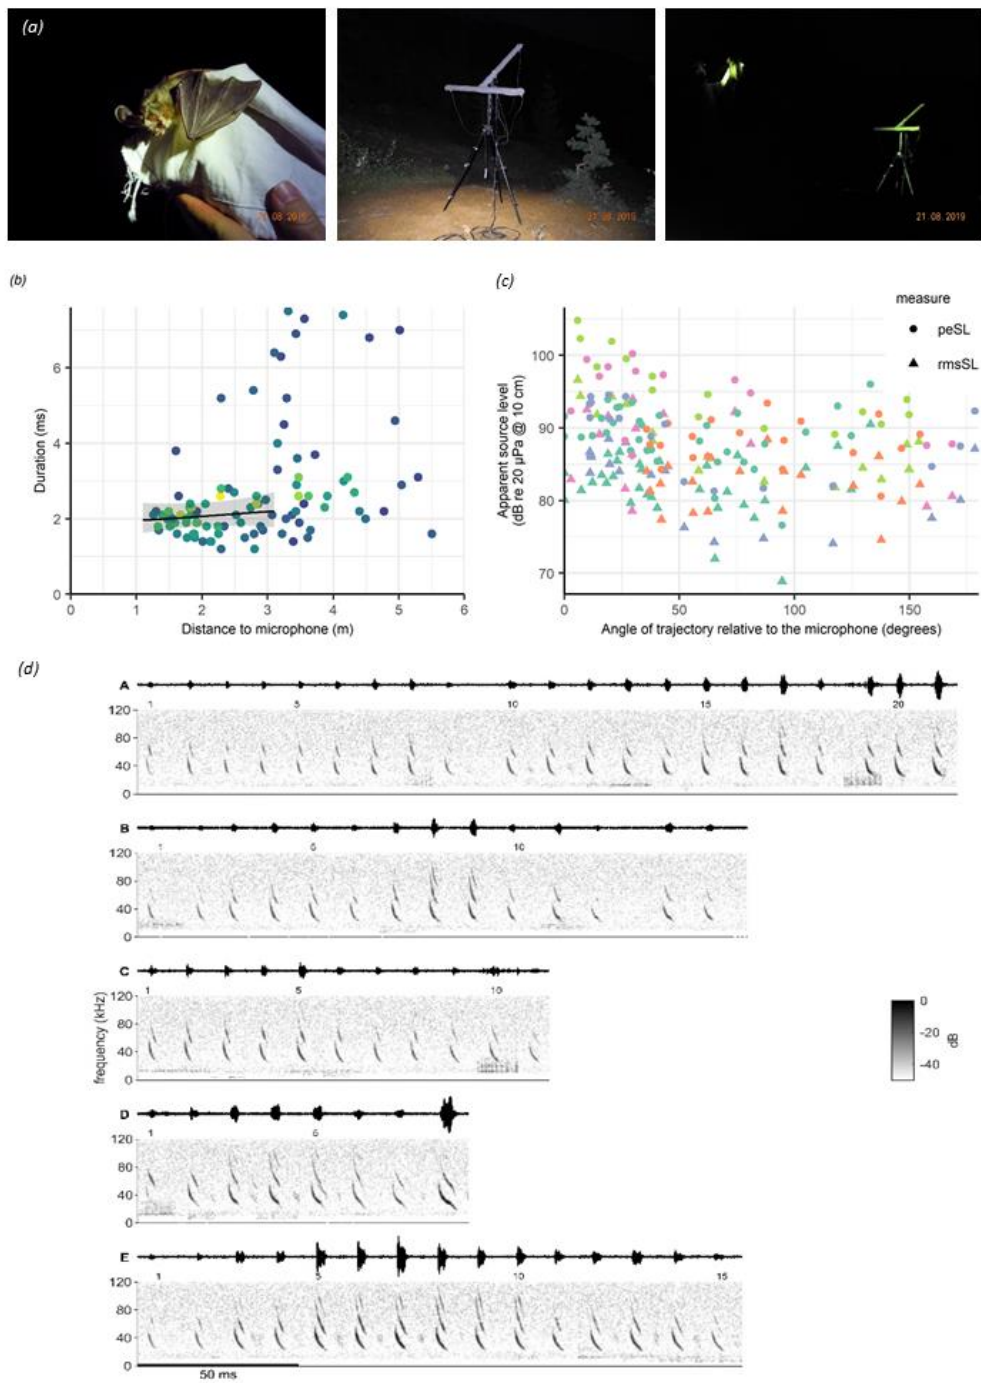 (a)
21.08.2019
21.08.2019
(b)
Duration (ms)
6
4
2
0
0 1 2 3 4 5 6
Distance to microphone (m)
(c)
measure
peSL
rmsSL
Apparent source level
(dB re 20 µPa @ 10 cm)
100
90
80
70
0 50 100 150
Angle of trajectory relative to the microphone (degrees)
(d)
A
1 5 10 15 20
120
80
40
0
B
1 5 10
120
80
40
0
C
1 5 10
120
80
40
0
frequency (kHz)
0
-20
-40
dB
D
1 5
120
80
40
0
E
1 5 10 15
120
80
40
0
50 ms